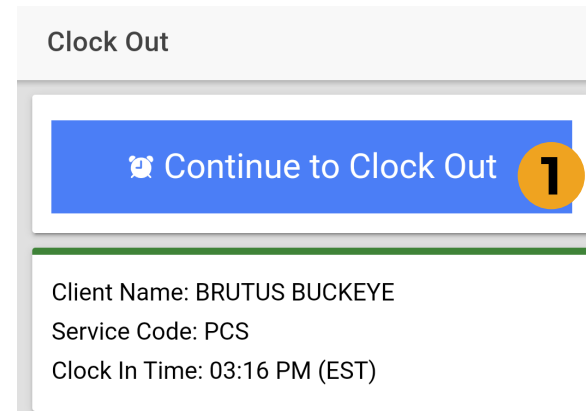 Clock Out
Continue to Clock Out
1
Client Name: BRUTUS BUCKEYE
Service Code: PCS
Clock In Time: 03:16 PM (EST)